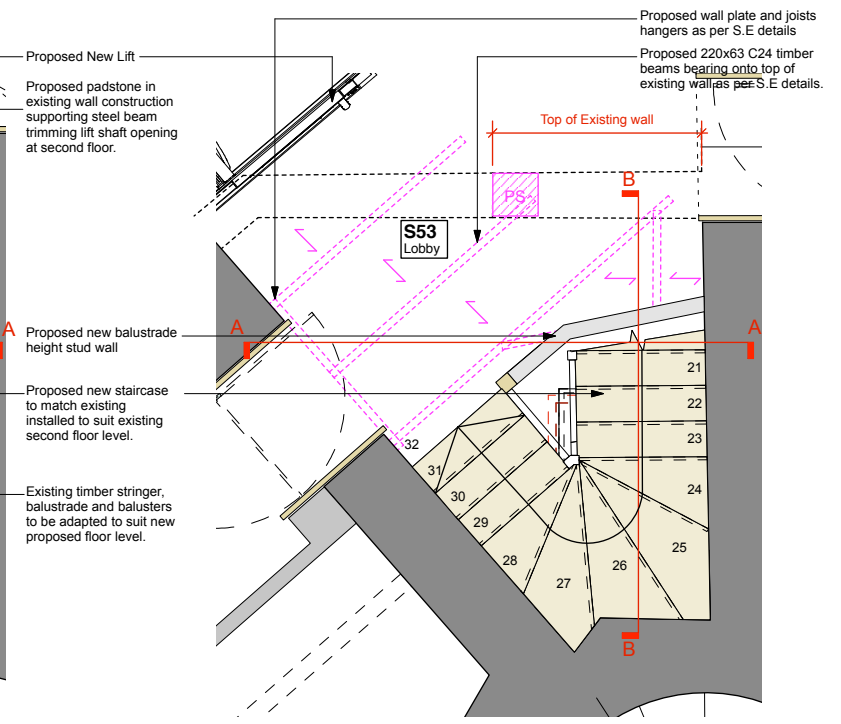 Proposed wall plate and joists
hangers as per S.E details
Proposed 220x63 C24 timber
beams bearing onto top of
existing wall as per S.E details.
Proposed New Lift
Proposed padstone in
existing wall construction
supporting steel beam
trimming lift shaft opening
at second floor.
Top of Existing wall
B
PS
S53
Lobby
A
A
A
Proposed new balustrade
height stud wall
Proposed new staircase
to match existing
installed to suit existing
second floor level.
Existing timber stringer,
balustrade and balusters
to be adapted to suit new
proposed floor level.
21
22
23
24
25
26
27
28
29
30
31
32
B